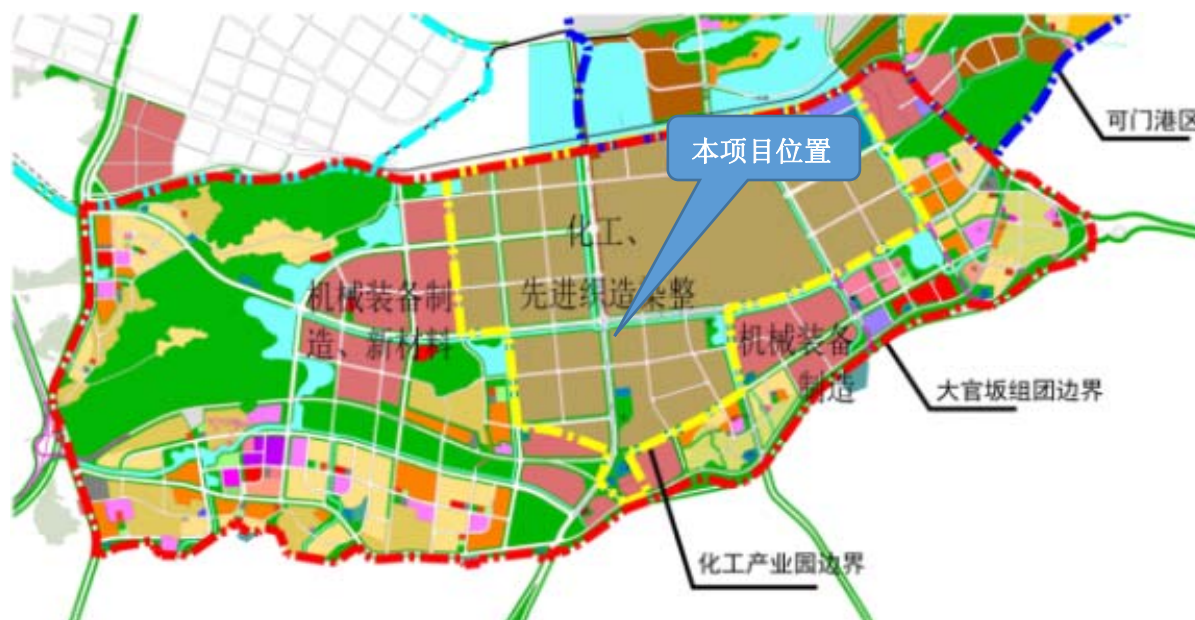 可门港区
本项目位置
化工、
先进织造染整
机械装备制
造、新材料
机械装备
制造
大官坂组团边界
化工产业园边界